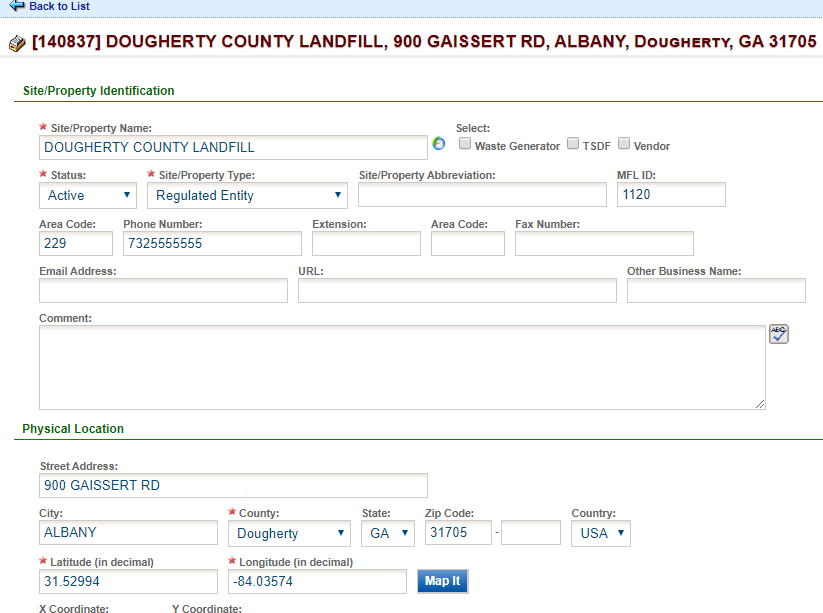 Back to List
[140837] DOUGHERTY COUNTY LANDFILL, 900 GAISSERT RD, ALBANY, DOUGHERTY, GA 31705
Site/Property Identification
* Site/Property Name: Select:
DOUGHERTY COUNTY LANDFILL Waste Generator TSDF Vendor
* Status: * Site/Property Type: Site/Property Abbreviation: MFL ID:
Active Regulated Entity 1120
Area Code: Phone Number: Extension: Area Code: Fax Number:
229 7325555555
Email Address: URL: Other Business Name:
Comment:
ABC
Physical Location
Street Address:
900 GAISSERT RD
City: * County: State: Zip Code: Country:
ALBANY Dougherty GA 31705 - USA
* Latitude (in decimal) * Longitude (in decimal)
31.52994 -84.03574 Map It
X Coordinate: Y Coordinate: